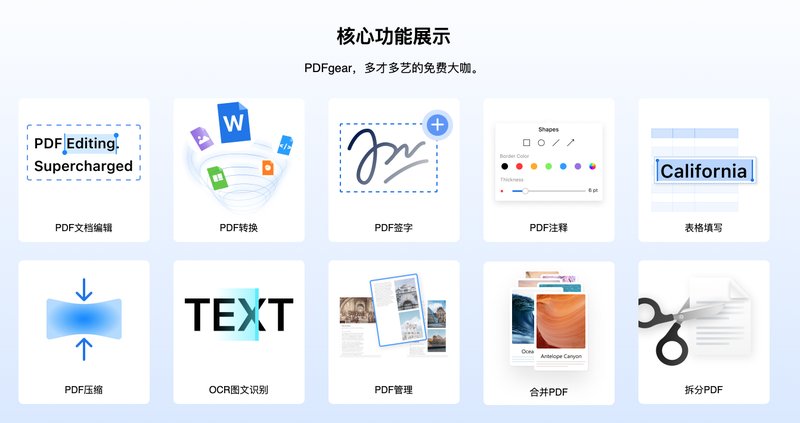 核心功能展示
PDFgear，多才多艺的免费大咖。
PDF Editing.
Supercharged
PDF文档编辑
W
PDF转换
PDF签字
Shapes
Border Color
Thickness
6 pt
PDF注释
California
表格填写
PDF压缩
TEXT
OCR图文识别
PDF管理
Ocea
Antelope Canyon
合并PDF
拆分PDF